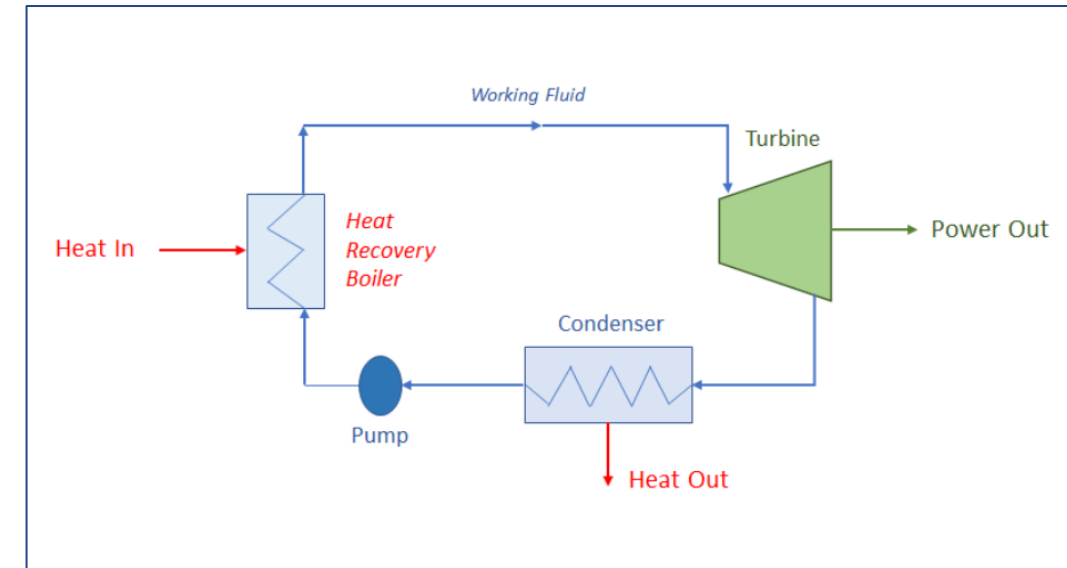 Working Fluid
Turbine
Heat In
Heat
Recovery
Boiler
Power Out
Condenser
Pump
Heat Out